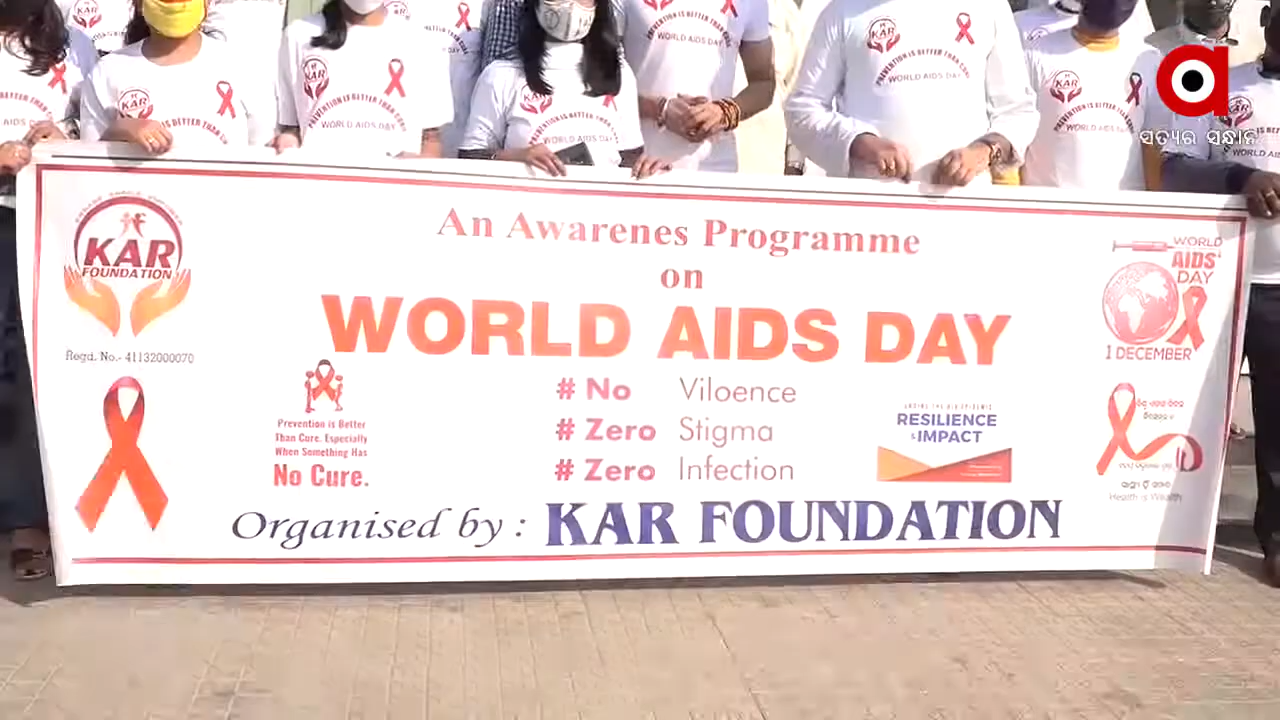 ସତ୍ୟର ସନ୍ଧାନ
KAR
PREVENTION IS BETTER THAN CURE
WORLD AIDS DAY
An Awarenes Programme
on
WORLD AIDS DAY
KAR
FOUNDATION
Regd. No.- 41132000070
# No Viloence
# Zero Stigma
# Zero Infection
Prevention is Better
Than Cure. Especially
When Something Has
No Cure.
RESILIENCE
& IMPACT
WORLD
AIDS
DAY
1 DECEMBER
Health is Wealth
Organised by : KAR FOUNDATION